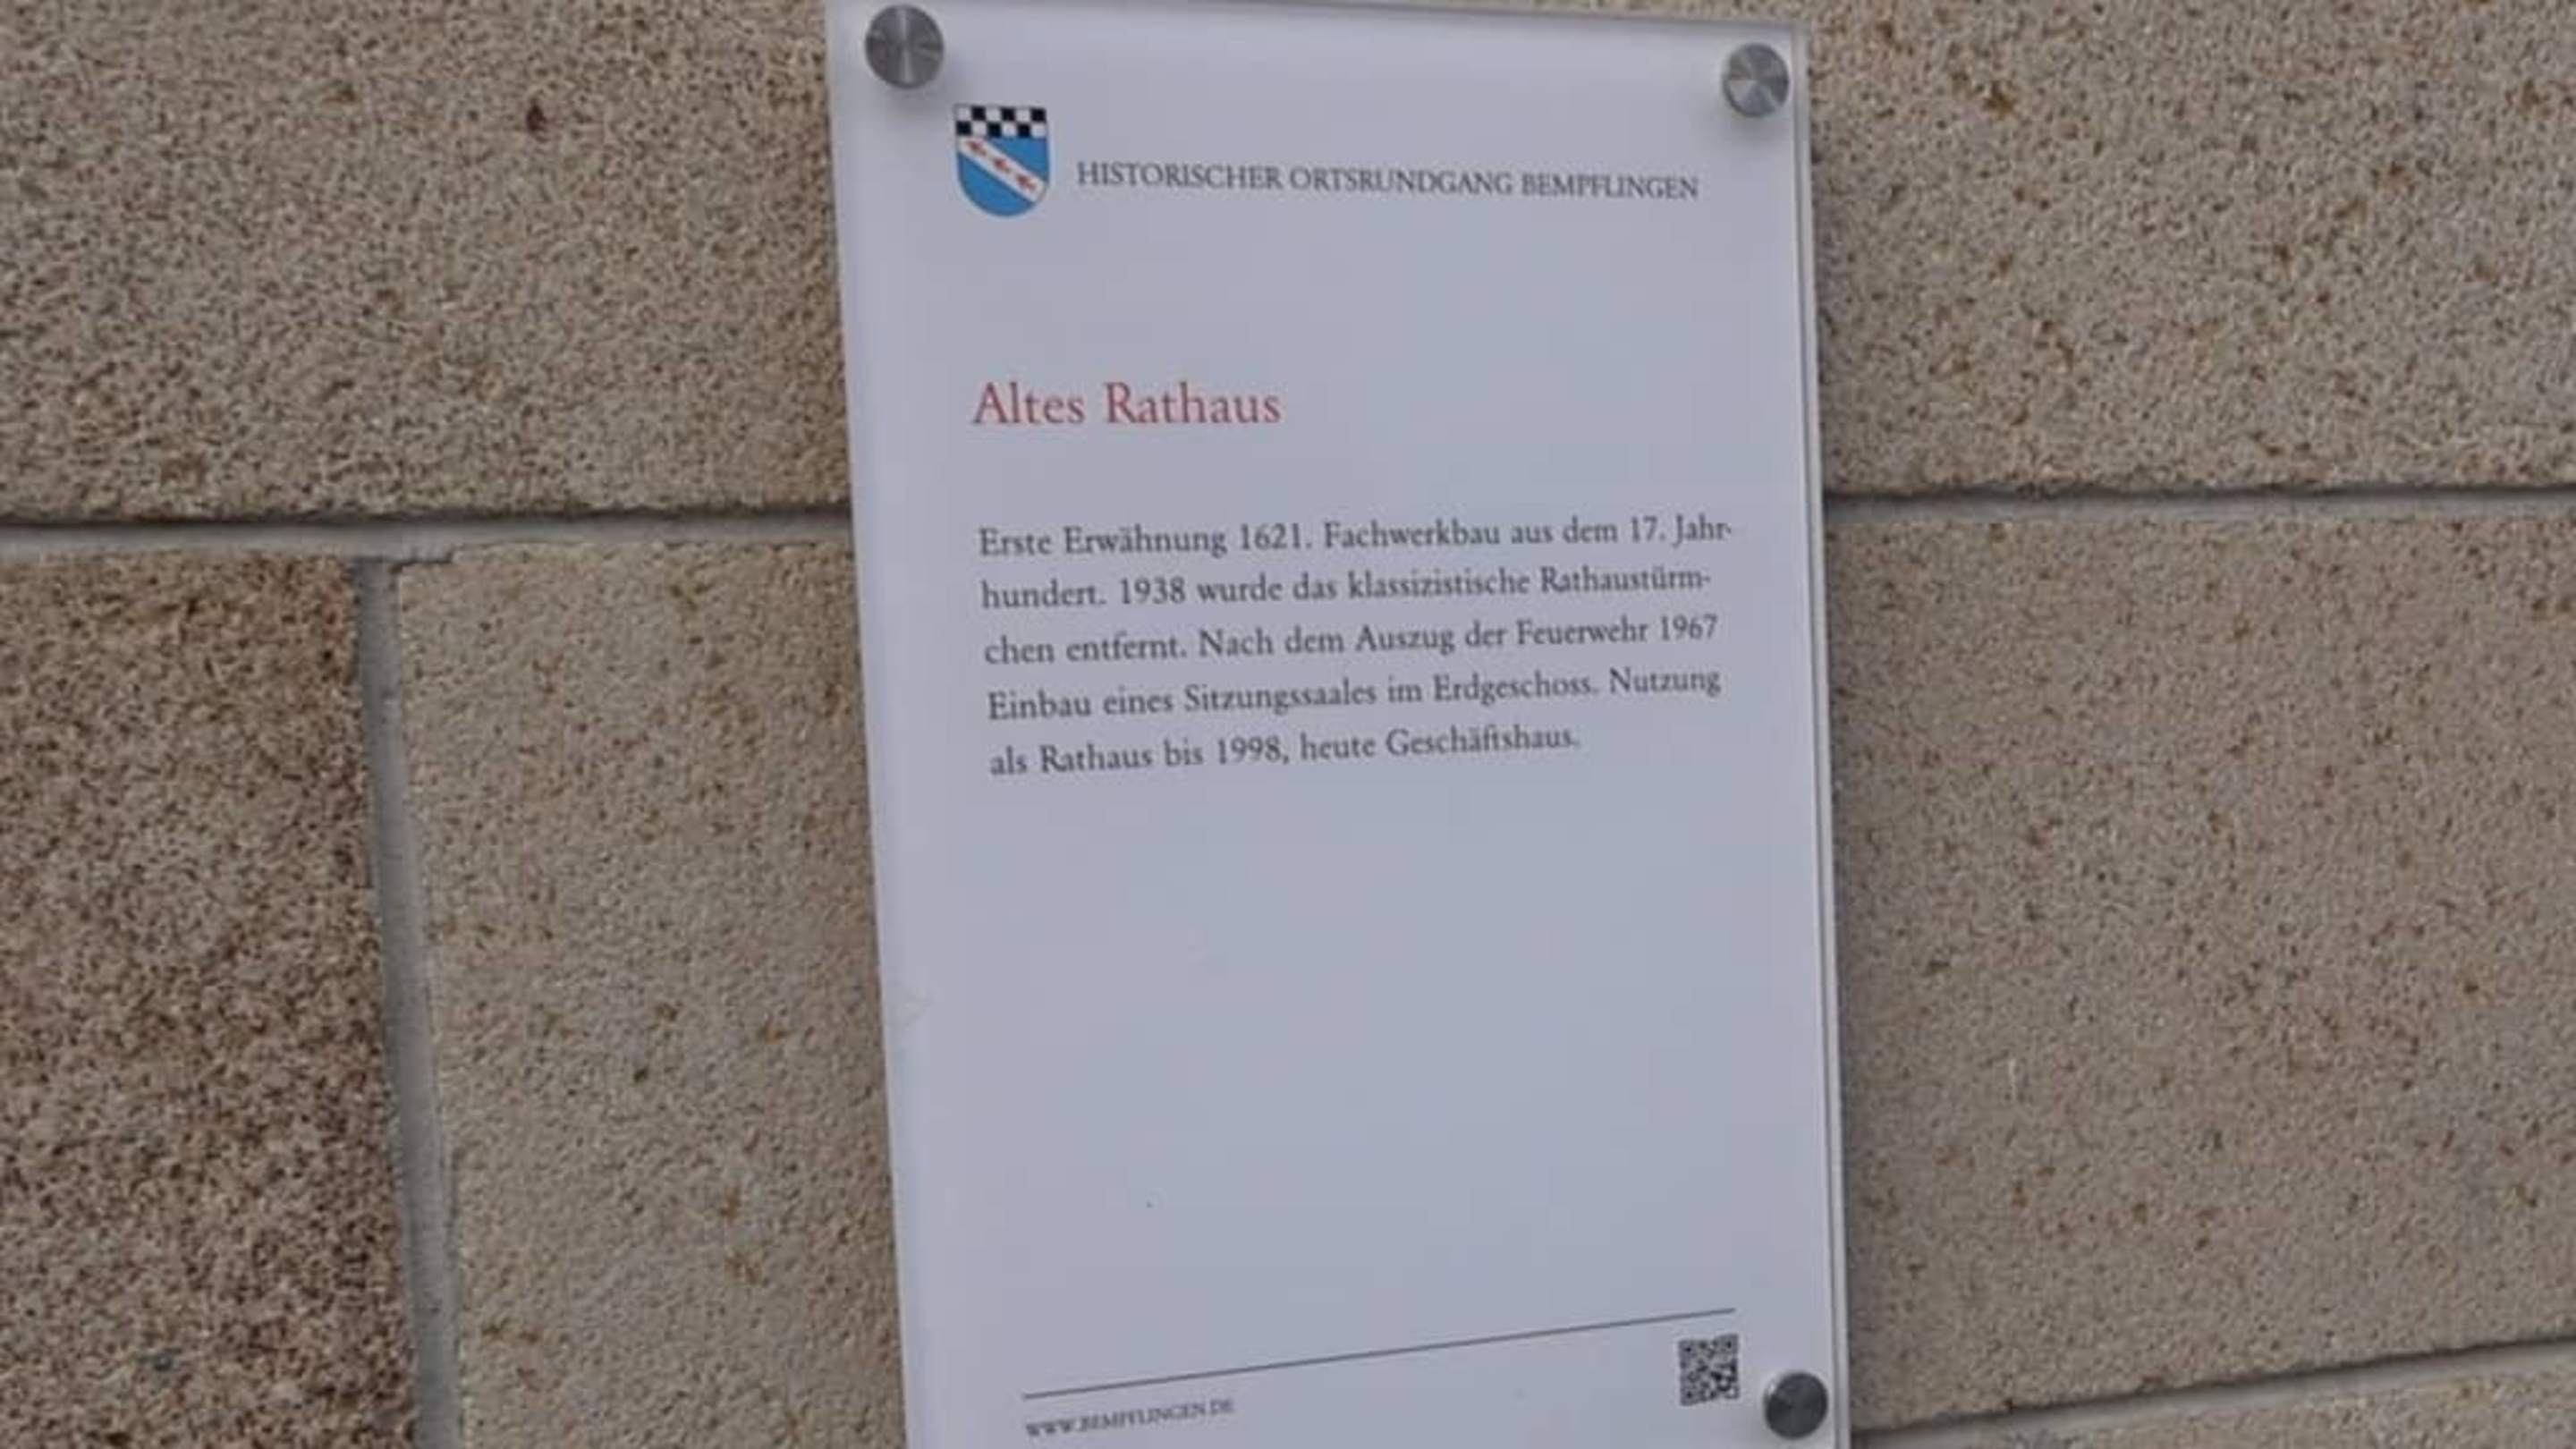 HISTORISCHER ORTSRUNDGANG BEMPFLINGEN
Altes Rathaus
Erste Erwähnung 1621. Fachwerkbau aus dem 17. Jahr-
hundert. 1938 wurde das klassizistische Rathaustürm-
chen entfernt. Nach dem Auszug der Feuerwehr 1967
Einbau eines Sitzungssaales im Erdgeschoss. Nutzung
als Rathaus bis 1998, heute Geschäftshaus.
WWW.BEMPFLINGEN.DE